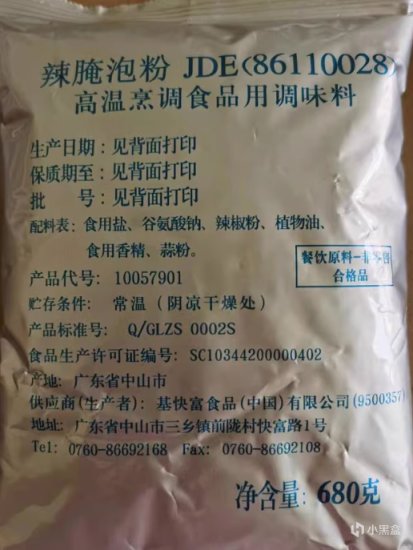 辣腌泡粉 JDE(86110028)
高温烹调食品用调味料
生产日期:见背面打印
保质期至:见背面打印
批 号:见背面打印
配料表:食用盐、谷氨酸钠、辣椒粉、植物油、
食用香精、蒜粉。
餐饮原料-非零售
合格品
产品代号: 10057901
贮存条件: 常温(阴凉干燥处)
产品标准号: Q/GLZS 0002S
食品生产许可证编号: SC10344200000402
产地: 广东省中山市
供应商(生产者): 基快富食品(中国)有限公司(9500357)
地址: 广东省中山市三乡镇前陇村快富路1号
Tel: 0760-86692168 Fax: 0760-86692108
净含量: 680克
小黑盒